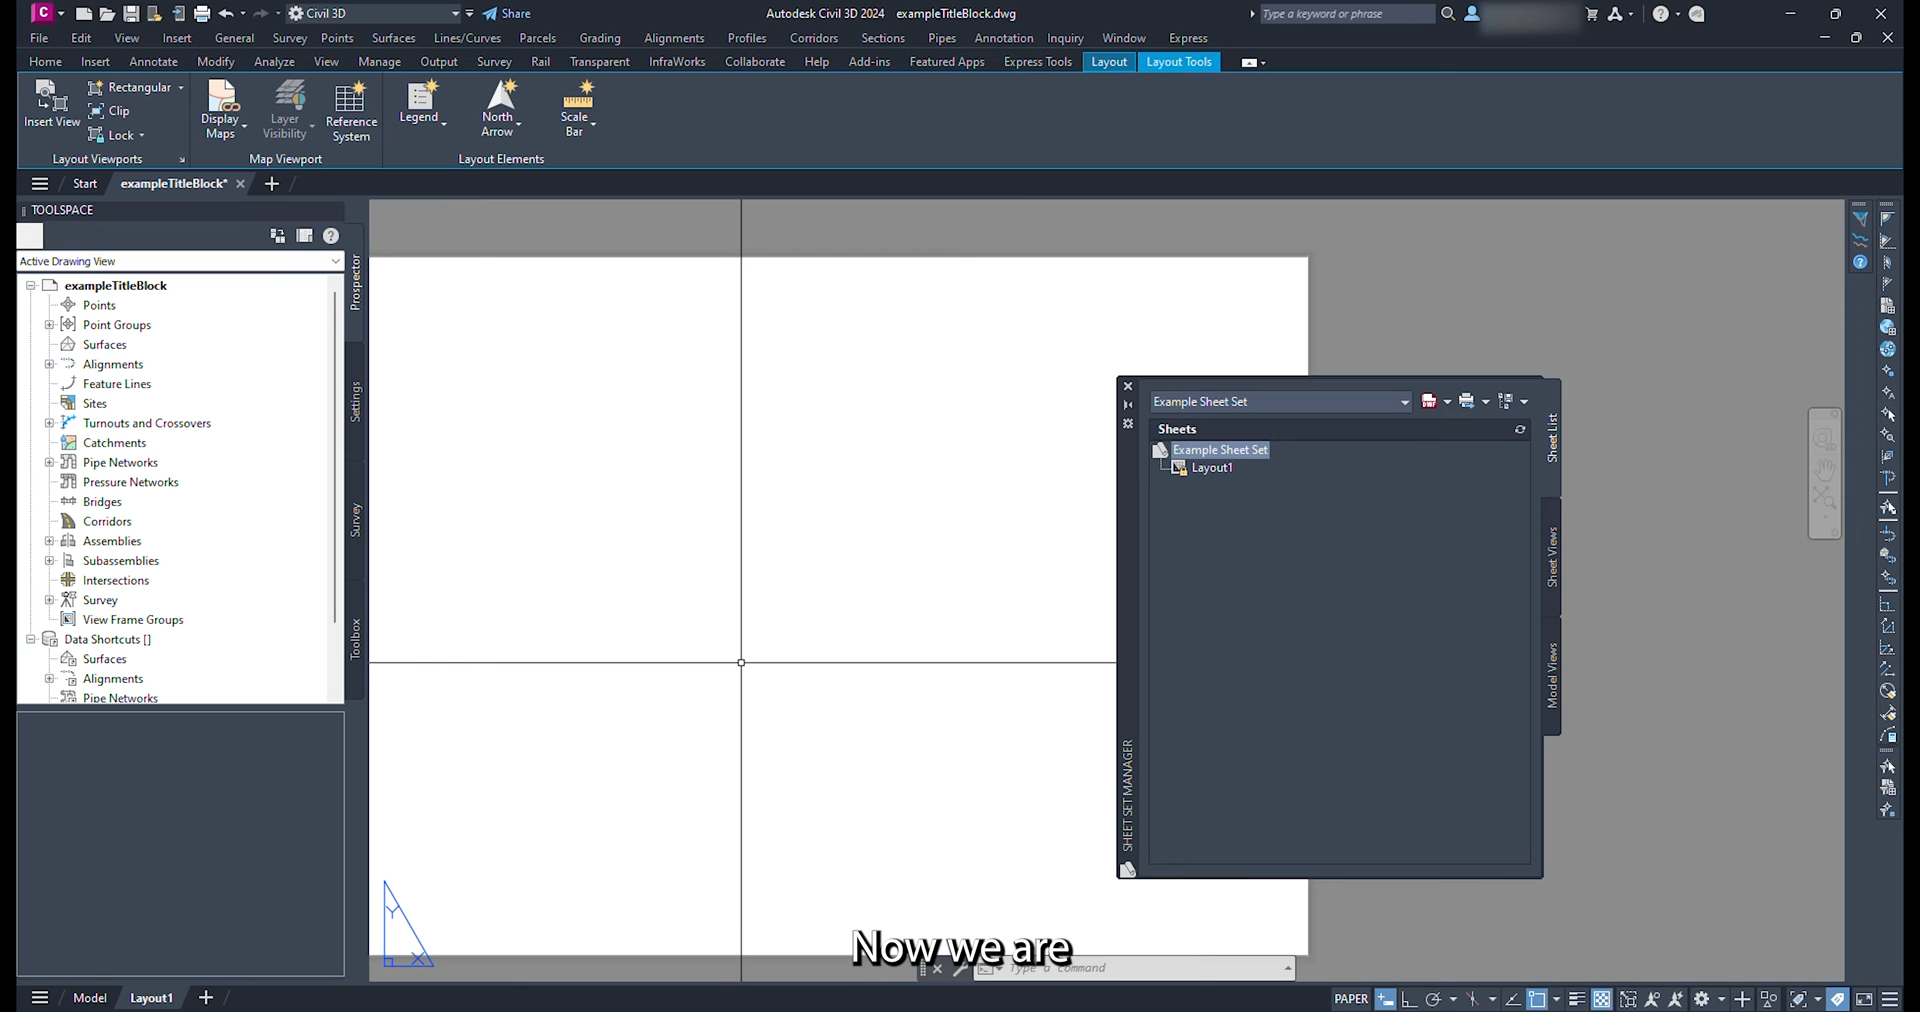 Civil 3D
Share
Autodesk Civil 3D 2024 exampleTitleBlock.dwg
Type a keyword or phrase
File Edit View Insert General Survey Points Surfaces Lines/Curves Parcels Grading Alignments Profiles Corridors Sections Pipes Annotation Inquiry Window Express
Home Insert Annotate Modify Analyze View Manage Output Survey Rail Transparent InfraWorks Collaborate Help Add-ins Featured Apps Express Tools Layout Layout Tools
Insert View
Rectangular
Clip
Lock
Display Maps
Layer Visibility
Reference System
Legend
North Arrow
Scale Bar
Layout Viewports
Map Viewport
Layout Elements
Start
exampleTitleBlock*
TOOLSPACE
Active Drawing View
exampleTitleBlock
Points
Point Groups
Surfaces
Alignments
Feature Lines
Sites
Turnouts and Crossovers
Catchments
Pipe Networks
Pressure Networks
Bridges
Corridors
Assemblies
Subassemblies
Intersections
Survey
View Frame Groups
Data Shortcuts []
Surfaces
Alignments
Pipe Networks
Prospector
Settings
Survey
Toolbox
Example Sheet Set
DWF
Sheets
Example Sheet Set
Layout1
Sheet List
Sheet Views
Model Views
SHEET SET MANAGER
Y
X
Now we are
Type a command
Model
Layout1
PAPER